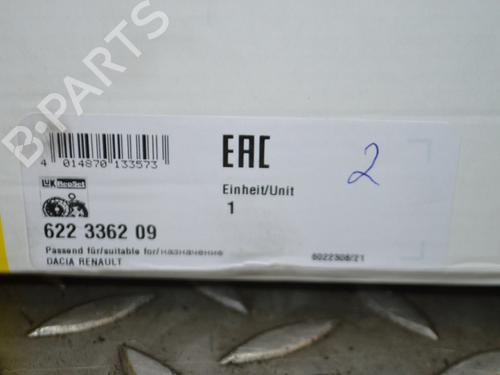 B-PARTS
4 014870 133573
EAC
2
LUK RepSet
Einheit/Unit
1
622 3362 09
Passend für/suitable for/назначение
DACIA RENAULT
6022308/21